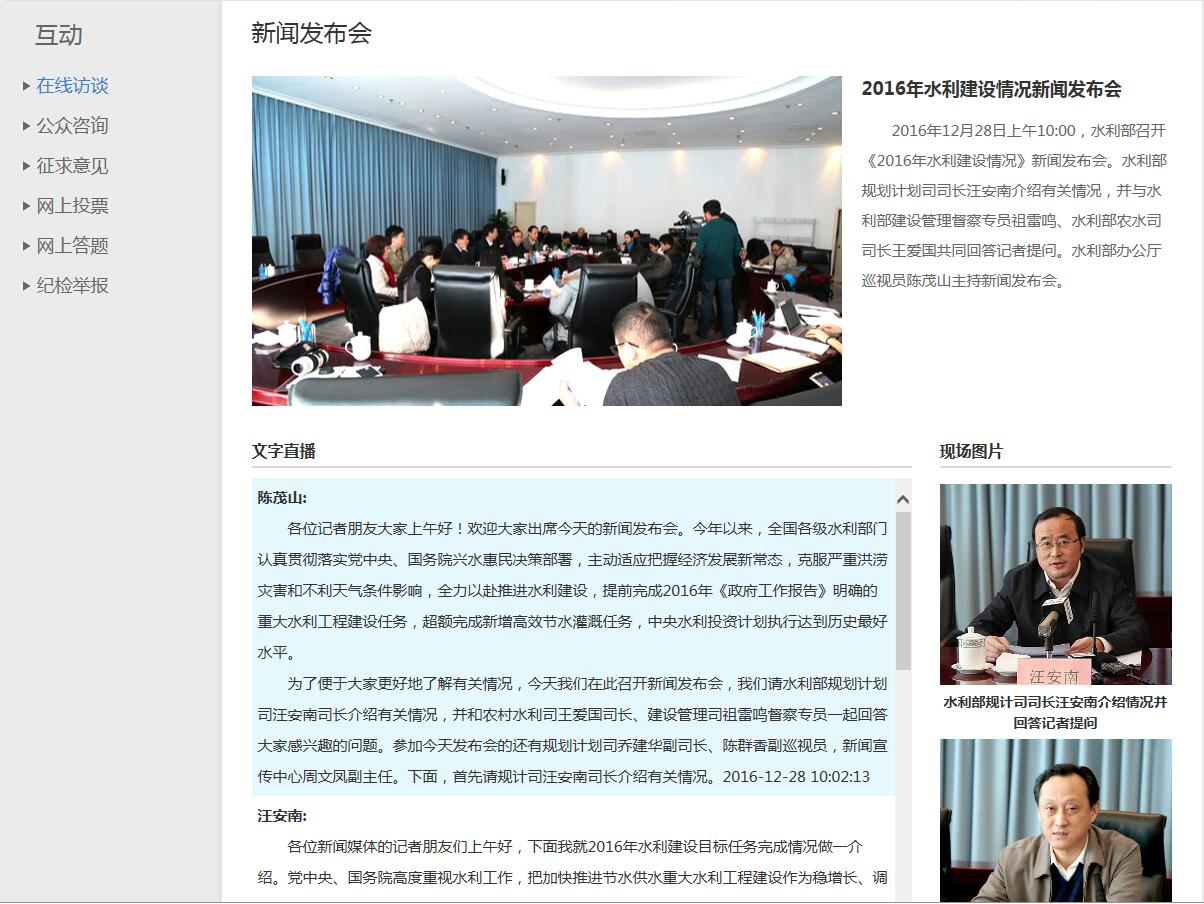 互动
在线访谈
公众咨询
征求意见
网上投票
网上答题
纪检举报
新闻发布会
2016年水利建设情况新闻发布会
2016年12月28日上午10:00，水利部召开
《2016年水利建设情况》新闻发布会。水利部
规划计划司司长汪安南介绍有关情况，并与水
利部建设管理督察专员祖雷鸣、水利部农水司
司长王爱国共同回答记者提问。水利部办公厅
巡视员陈茂山主持新闻发布会。
文字直播
陈茂山:
各位记者朋友大家上午好！欢迎大家出席今天的新闻发布会。今年以来，全国各级水利部门
认真贯彻落实党中央、国务院兴水惠民决策部署，主动适应把握经济发展新常态，克服严重洪涝
灾害和不利天气条件影响，全力以赴推进水利建设，提前完成2016年《政府工作报告》明确的
重大水利工程建设任务，超额完成新增高效节水灌溉任务，中央水利投资计划执行达到历史最好
水平。
为了便于大家更好地了解有关情况，今天我们在此召开新闻发布会，我们请水利部规划计划
司汪安南司长介绍有关情况，并和农村水利司王爱国司长、建设管理司祖雷鸣督察专员一起回答
大家感兴趣的问题。参加今天发布会的还有规划计划司乔建华副司长、陈群香副巡视员，新闻宣
传中心周文凤副主任。下面，首先请规计司汪安南司长介绍有关情况。2016-12-28 10:02:13
汪安南:
各位新闻媒体的记者朋友们上午好，下面我就2016年水利建设目标任务完成情况做一介
绍。党中央、国务院高度重视水利工作，把加快推进节水供水重大水利工程建设作为稳增长、调
现场图片
汪安南
水利部规计司司长汪安南介绍情况并
回答记者提问